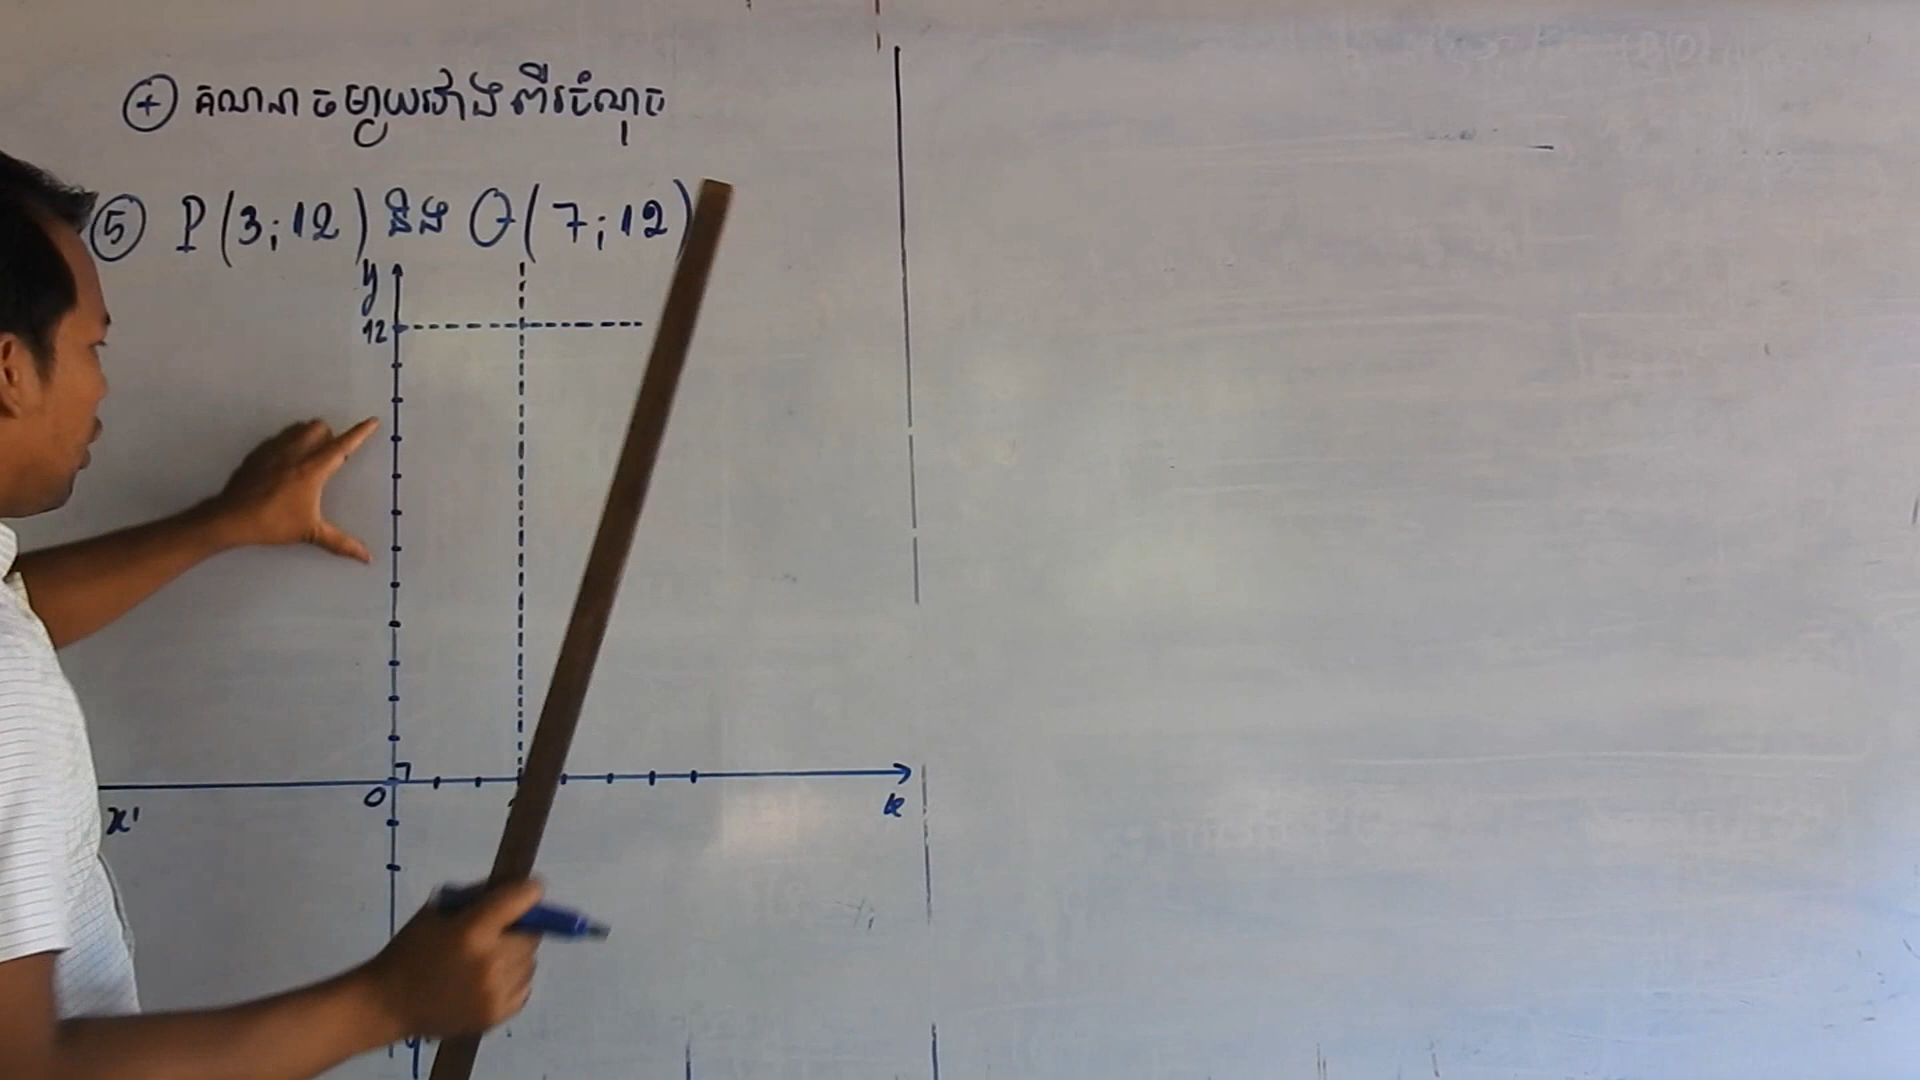 + គណនាចម្ងាយរវាងពីរចំណុច
5 P(3;12) និង Q(7;12)
y
12
0
x'
x
y'